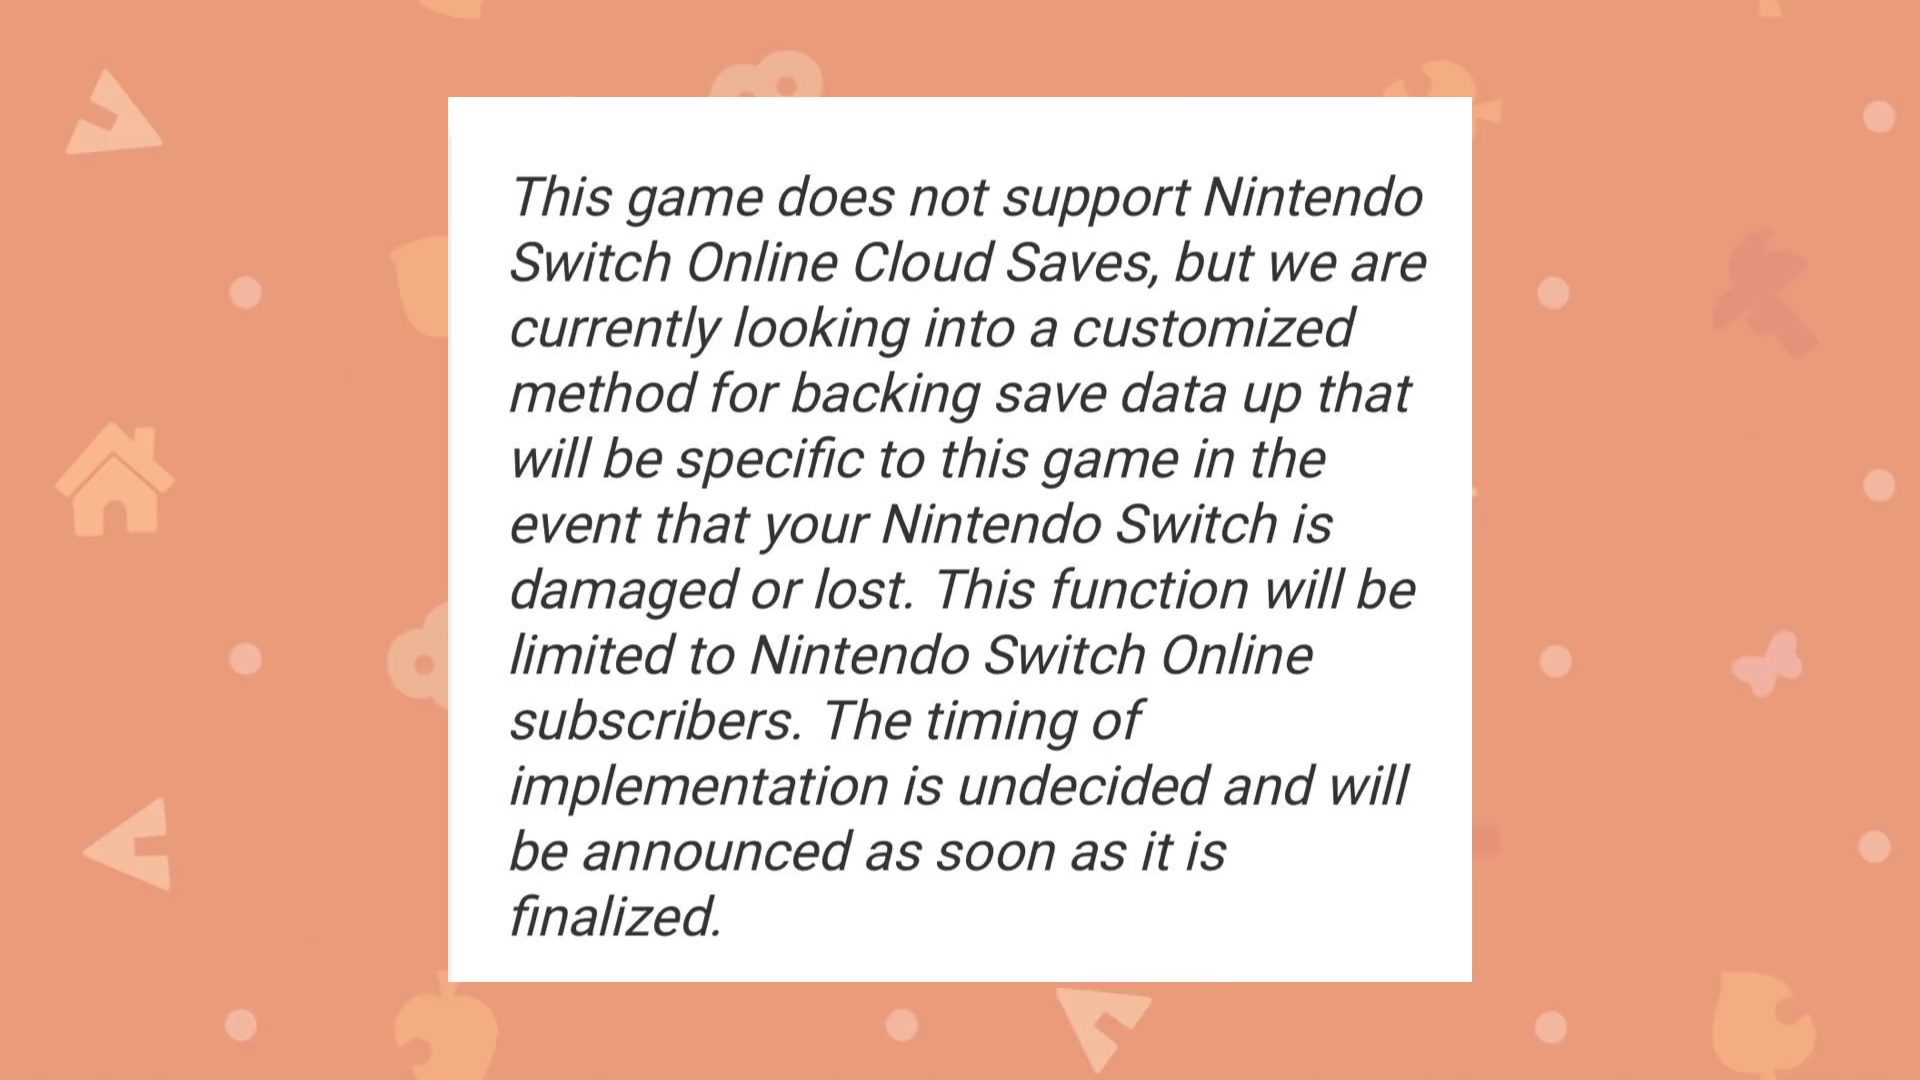 This game does not support Nintendo
Switch Online Cloud Saves, but we are
currently looking into a customized
method for backing save data up that
will be specific to this game in the
event that your Nintendo Switch is
damaged or lost. This function will be
limited to Nintendo Switch Online
subscribers. The timing of
implementation is undecided and will
be announced as soon as it is
finalized.